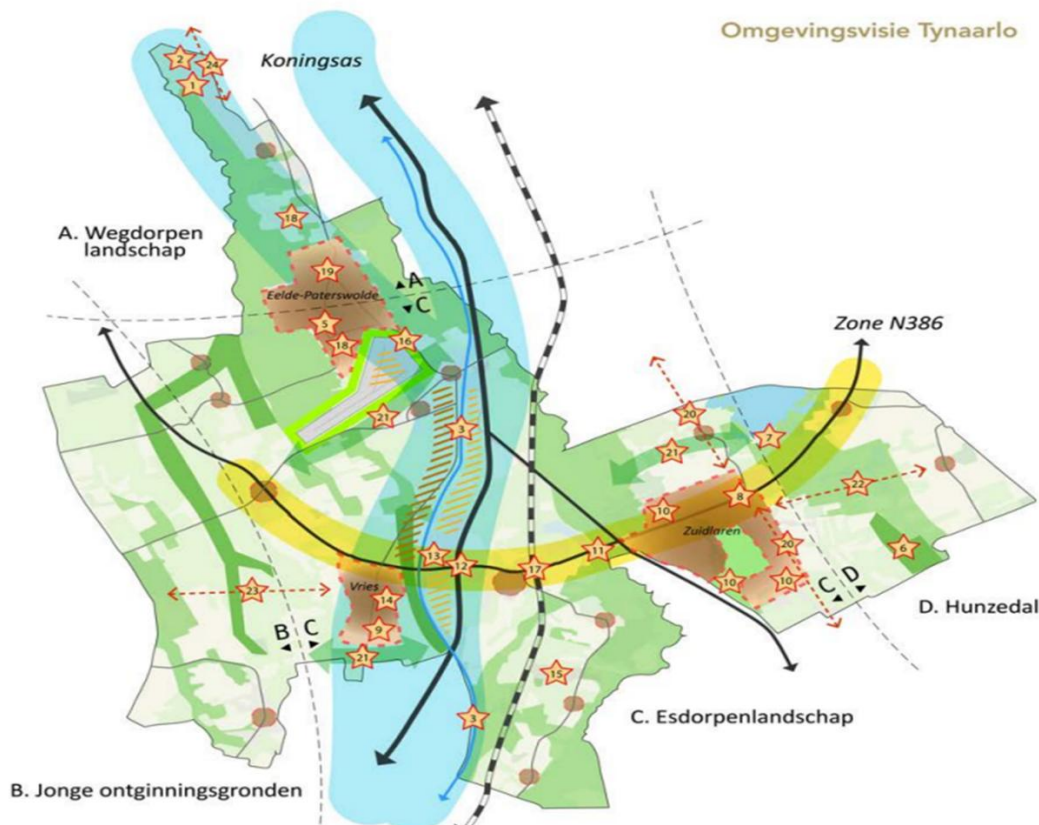 Omgevingsvisie Tynaarlo
Koningsas
2
24
1
18
A. Wegdorpen
landschap
19
A
Eelde-Paterswolde
C
5
18
16
Zone N386
20
7
21
3
21
22
8
10
Zuidlaren
13
12
11
17
20
6
Vries
14
23
10
10
C
D
D. Hunzedal
9
B
C
21
15
3
C. Esdorpenlandschap
B. Jonge ontginningsgronden